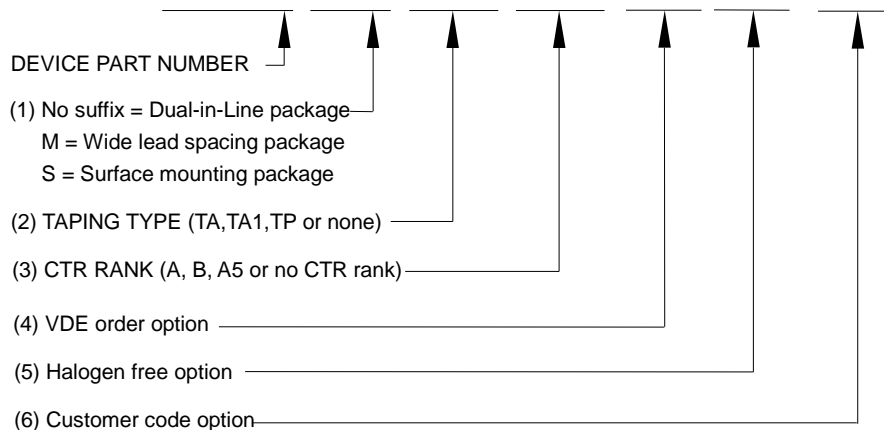 DEVICE PART NUMBER
(1) No suffix = Dual-in-Line package
M = Wide lead spacing package
S = Surface mounting package
(2) TAPING TYPE (TA,TA1,TP or none)
(3) CTR RANK (A, B, A5 or no CTR rank)
(4) VDE order option
(5) Halogen free option
(6) Customer code option